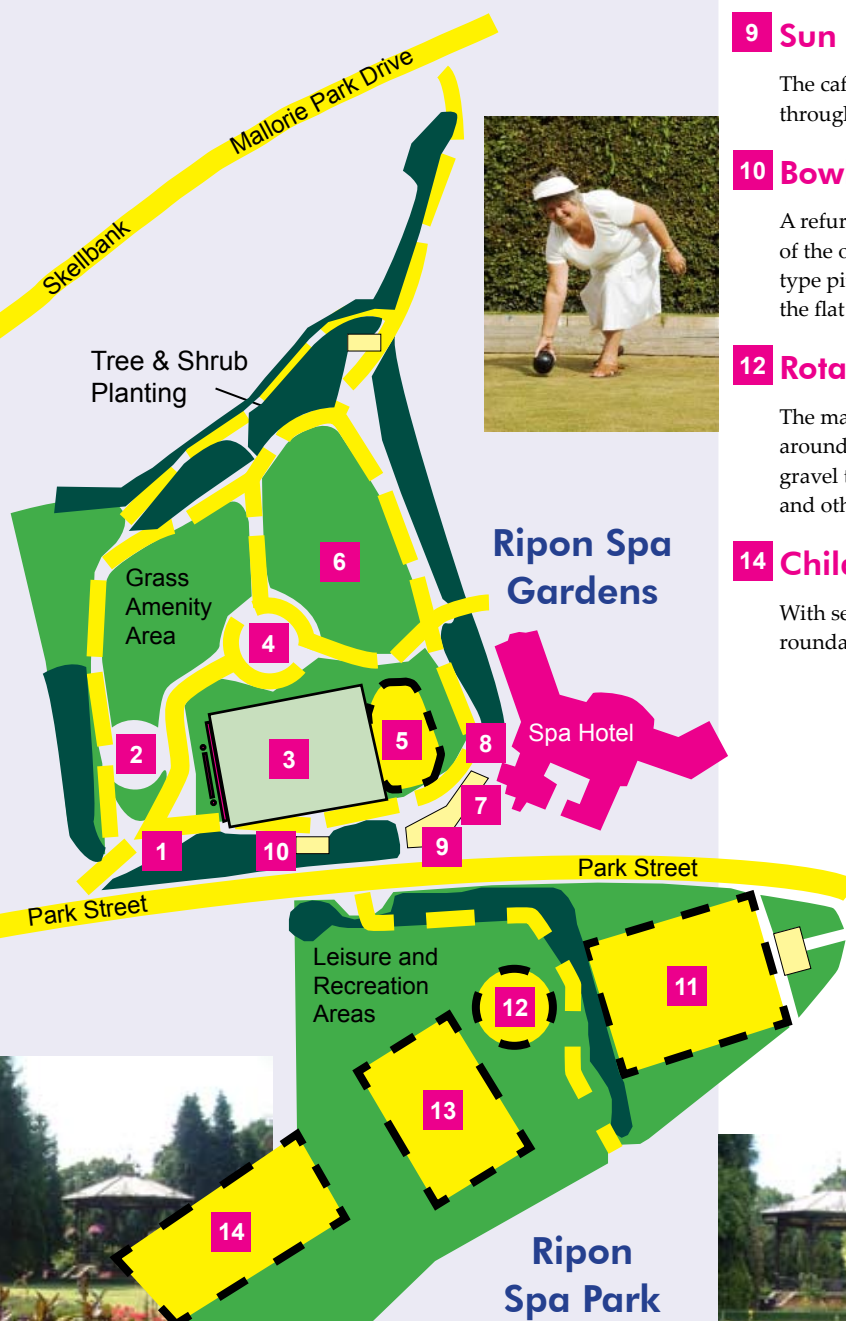 Mallorie Park Drive
Skellbank
Tree & Shrub
Planting
Grass
Amenity
Area
6
4
2
3
5
1
10
8
7
9
Ripon Spa
Gardens
Spa Hotel
Park Street
Park Street
Leisure and
Recreation
Areas
11
12
13
14
Ripon
Spa Park
9 Sun
The caf
through
10 Bow
A refur
of the o
type pi
the flat
12 Rota
The ma
around
gravel t
and oth
14 Child
With se
rounda